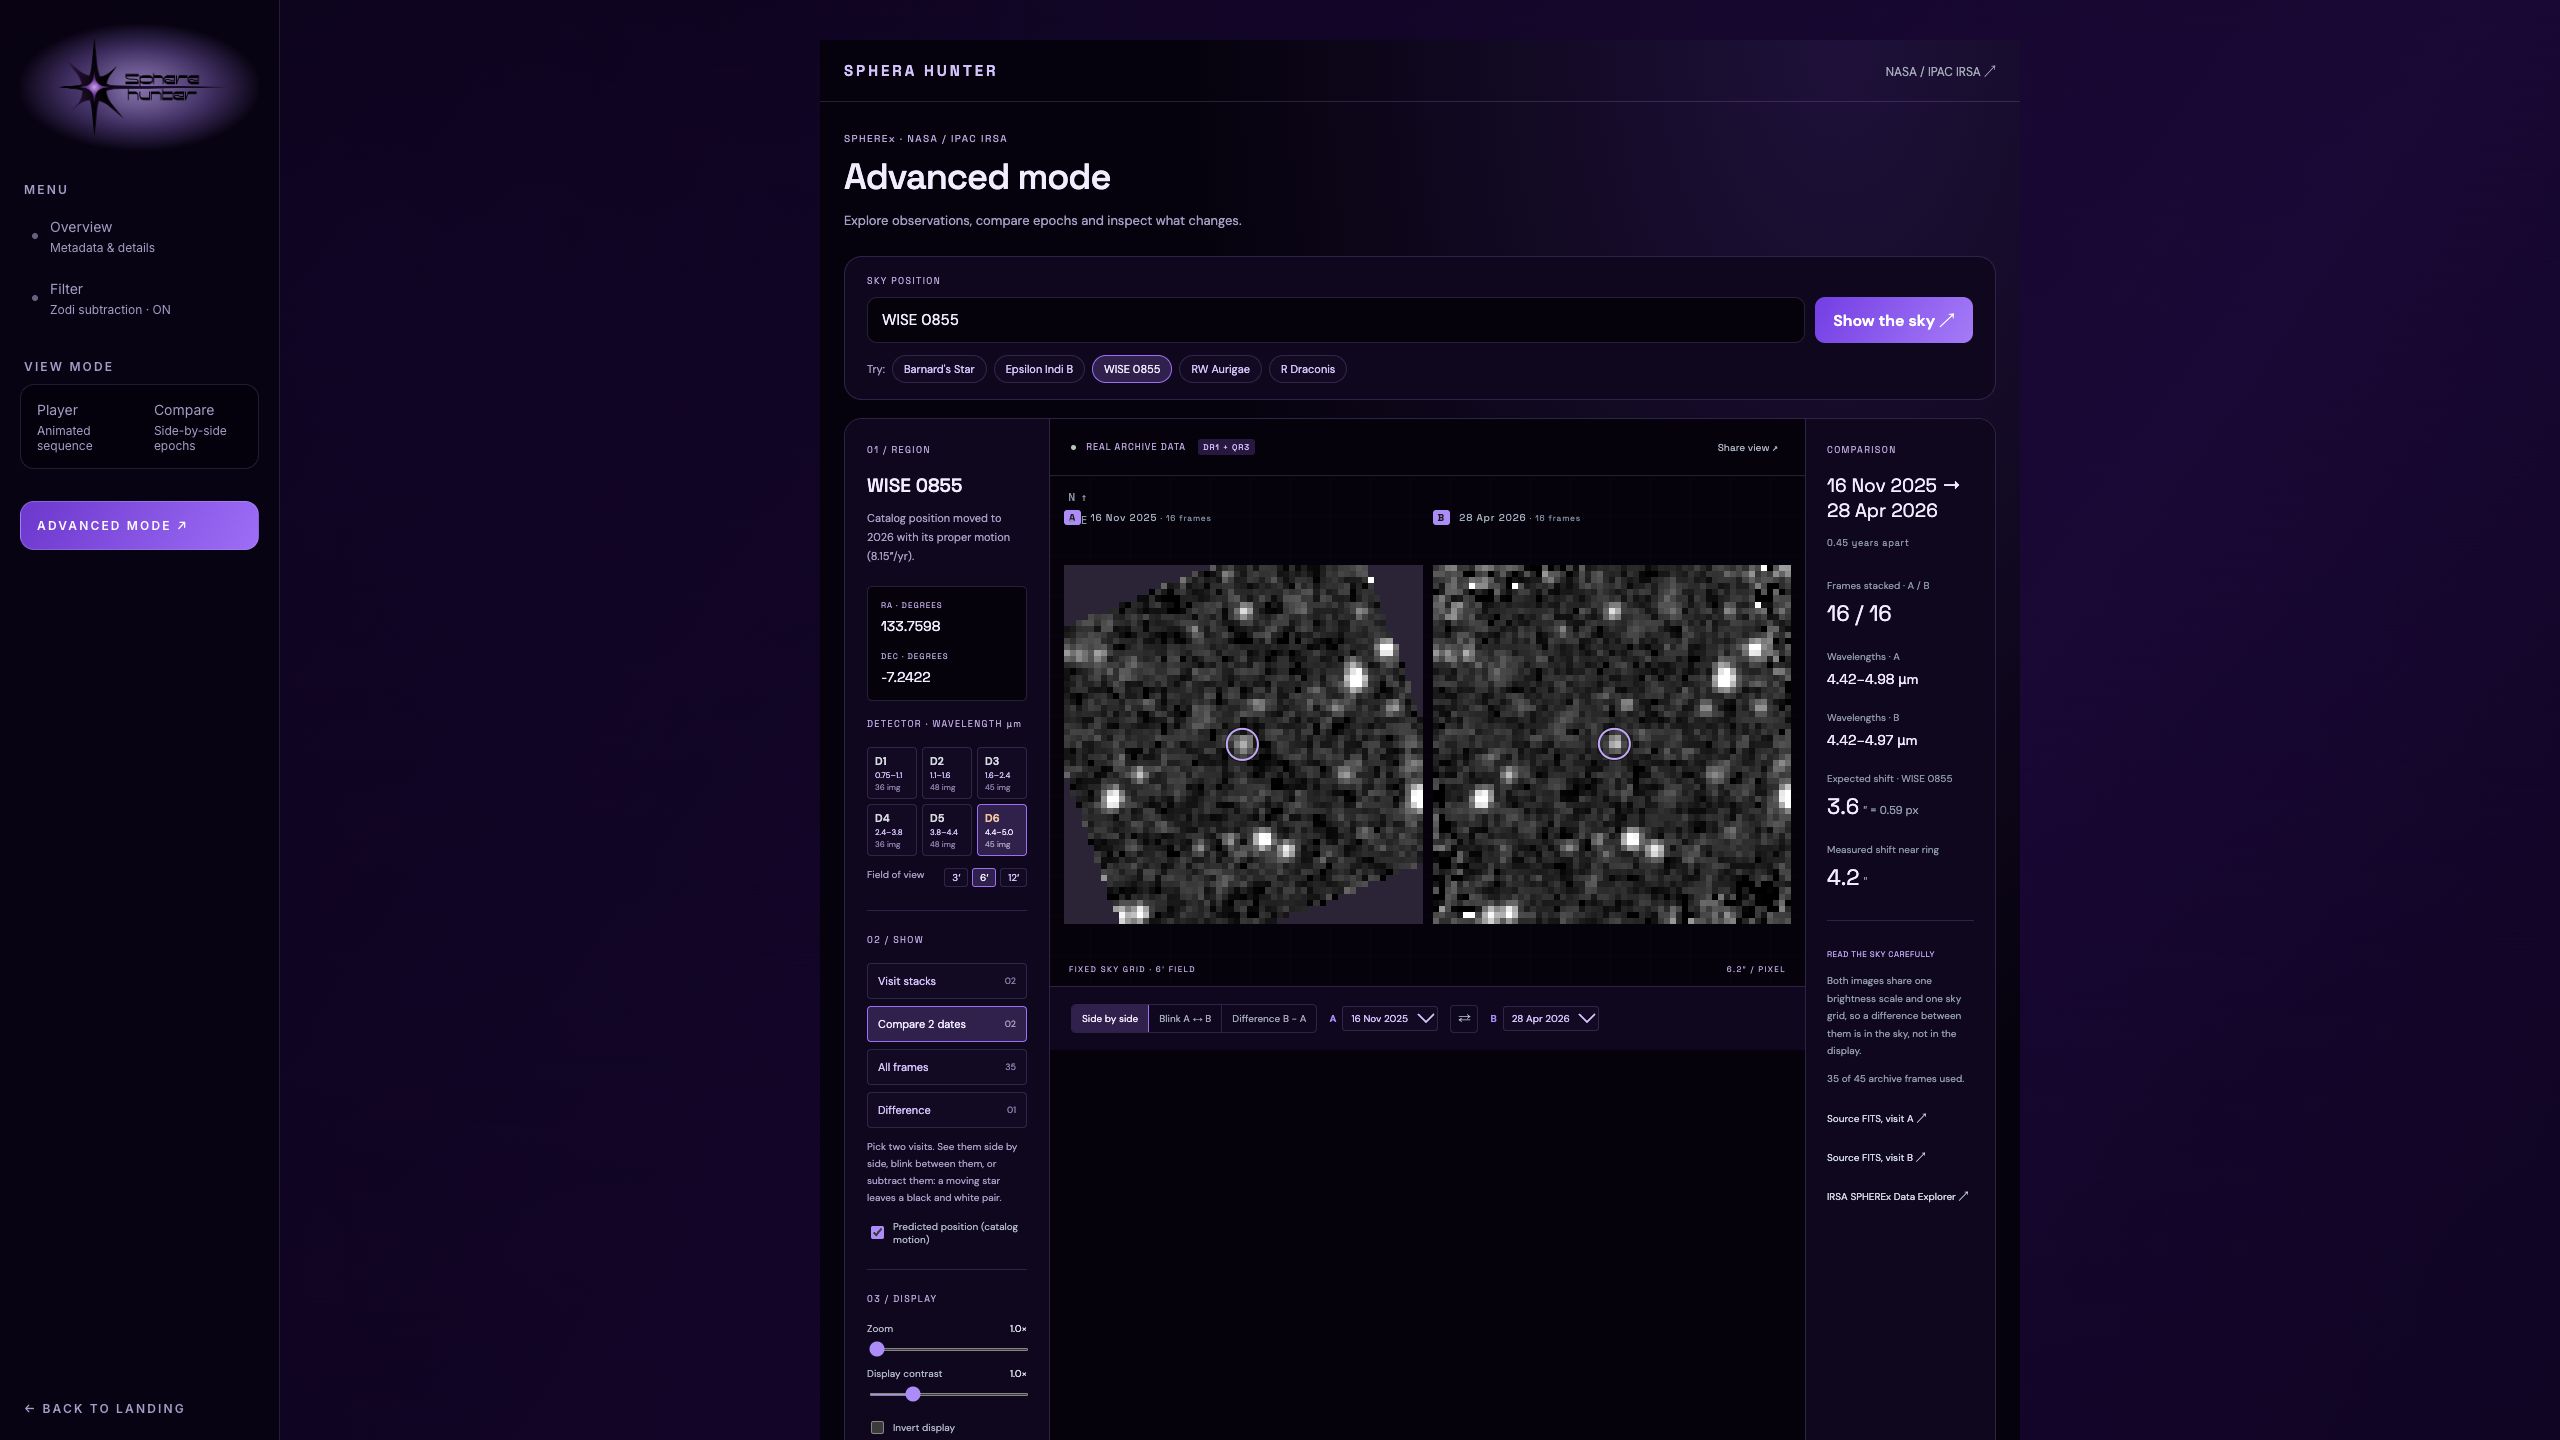 Sphere
hunter
MENU
Overview
Metadata & details
Filter
Zodi subtraction · ON
VIEW MODE
Player
Animated
sequence
Compare
Side-by-side
epochs
ADVANCED MODE ↗
← BACK TO LANDING
SPHERA HUNTER
NASA / IPAC IRSA ↗
SPHEREx · NASA / IPAC IRSA
Advanced mode
Explore observations, compare epochs and inspect what changes.
SKY POSITION
WISE 0855
Show the sky ↗
Try: Barnard's Star Epsilon Indi B WISE 0855 RW Aurigae R Draconis
01 / REGION
WISE 0855
Catalog position moved to
2026 with its proper motion
(8.15″/yr).
RA · DEGREES
133.7598
DEC · DEGREES
-7.2422
DETECTOR · WAVELENGTH µm
D1
0.75–1.1
36 img
D2
1.1–1.6
48 img
D3
1.6–2.4
45 img
D4
2.4–3.8
36 img
D5
3.8–4.4
48 img
D6
4.4–5.0
45 img
Field of view 3′ 6′ 12′
02 / SHOW
Visit stacks 02
Compare 2 dates 02
All frames 35
Difference 01
Pick two visits. See them side by
side, blink between them, or
subtract them: a moving star
leaves a black and white pair.
Predicted position (catalog
motion)
03 / DISPLAY
Zoom 1.0×
Display contrast 1.0×
Invert display
REAL ARCHIVE DATA DR1 + QR3
Share view ↗
N ↑
E
A 16 Nov 2025 · 16 frames
B 28 Apr 2026 · 16 frames
FIXED SKY GRID · 6′ FIELD
6.2″ / PIXEL
Side by side Blink A ↔ B Difference B − A A 16 Nov 2025 ⇄ B 28 Apr 2026
COMPARISON
16 Nov 2025 →
28 Apr 2026
0.45 years apart
Frames stacked · A / B
16 / 16
Wavelengths · A
4.42–4.98 µm
Wavelengths · B
4.42–4.97 µm
Expected shift · WISE 0855
3.6 ″ = 0.59 px
Measured shift near ring
4.2 ″
READ THE SKY CAREFULLY
Both images share one
brightness scale and one sky
grid, so a difference between
them is in the sky, not in the
display.
35 of 45 archive frames used.
Source FITS, visit A ↗
Source FITS, visit B ↗
IRSA SPHEREx Data Explorer ↗